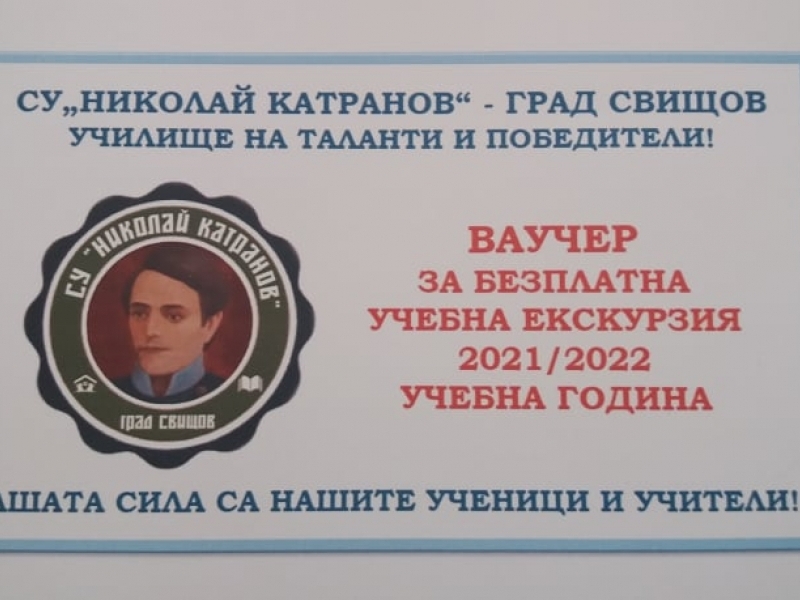 СУ„НИКОЛАЙ КАТРАНОВ“ - ГРАД СВИЩОВ
УЧИЛИЩЕ НА ТАЛАНТИ И ПОБЕДИТЕЛИ!
СУ "НИКОЛАЙ КАТРАНОВ"
ГРАД СВИЩОВ
ВАУЧЕР
ЗА БЕЗПЛАТНА
УЧЕБНА ЕКСКУРЗИЯ
2021/2022
УЧЕБНА ГОДИНА
АШАТА СИЛА СА НАШИТЕ УЧЕНИЦИ И УЧИТЕЛИ!